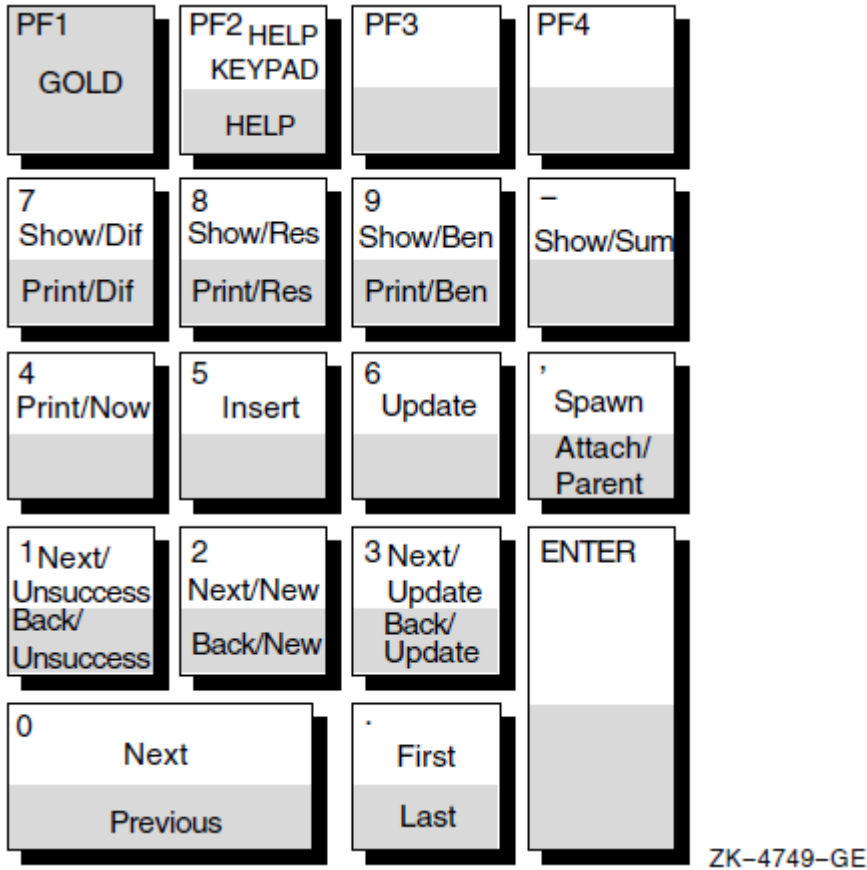 PF1
GOLD
PF2 HELP
KEYPAD
HELP
PF3
PF4
7
Show/Dif
Print/Dif
8
Show/Res
Print/Res
9
Show/Ben
Print/Ben
–
Show/Sum
4
Print/Now
5
Insert
6
Update
,
Spawn
Attach/
Parent
1 Next/
Unsuccess
Back/
Unsuccess
2
Next/New
Back/New
3 Next/
Update
Back/
Update
ENTER
0
Next
Previous
.
First
Last
ZK–4749–GE